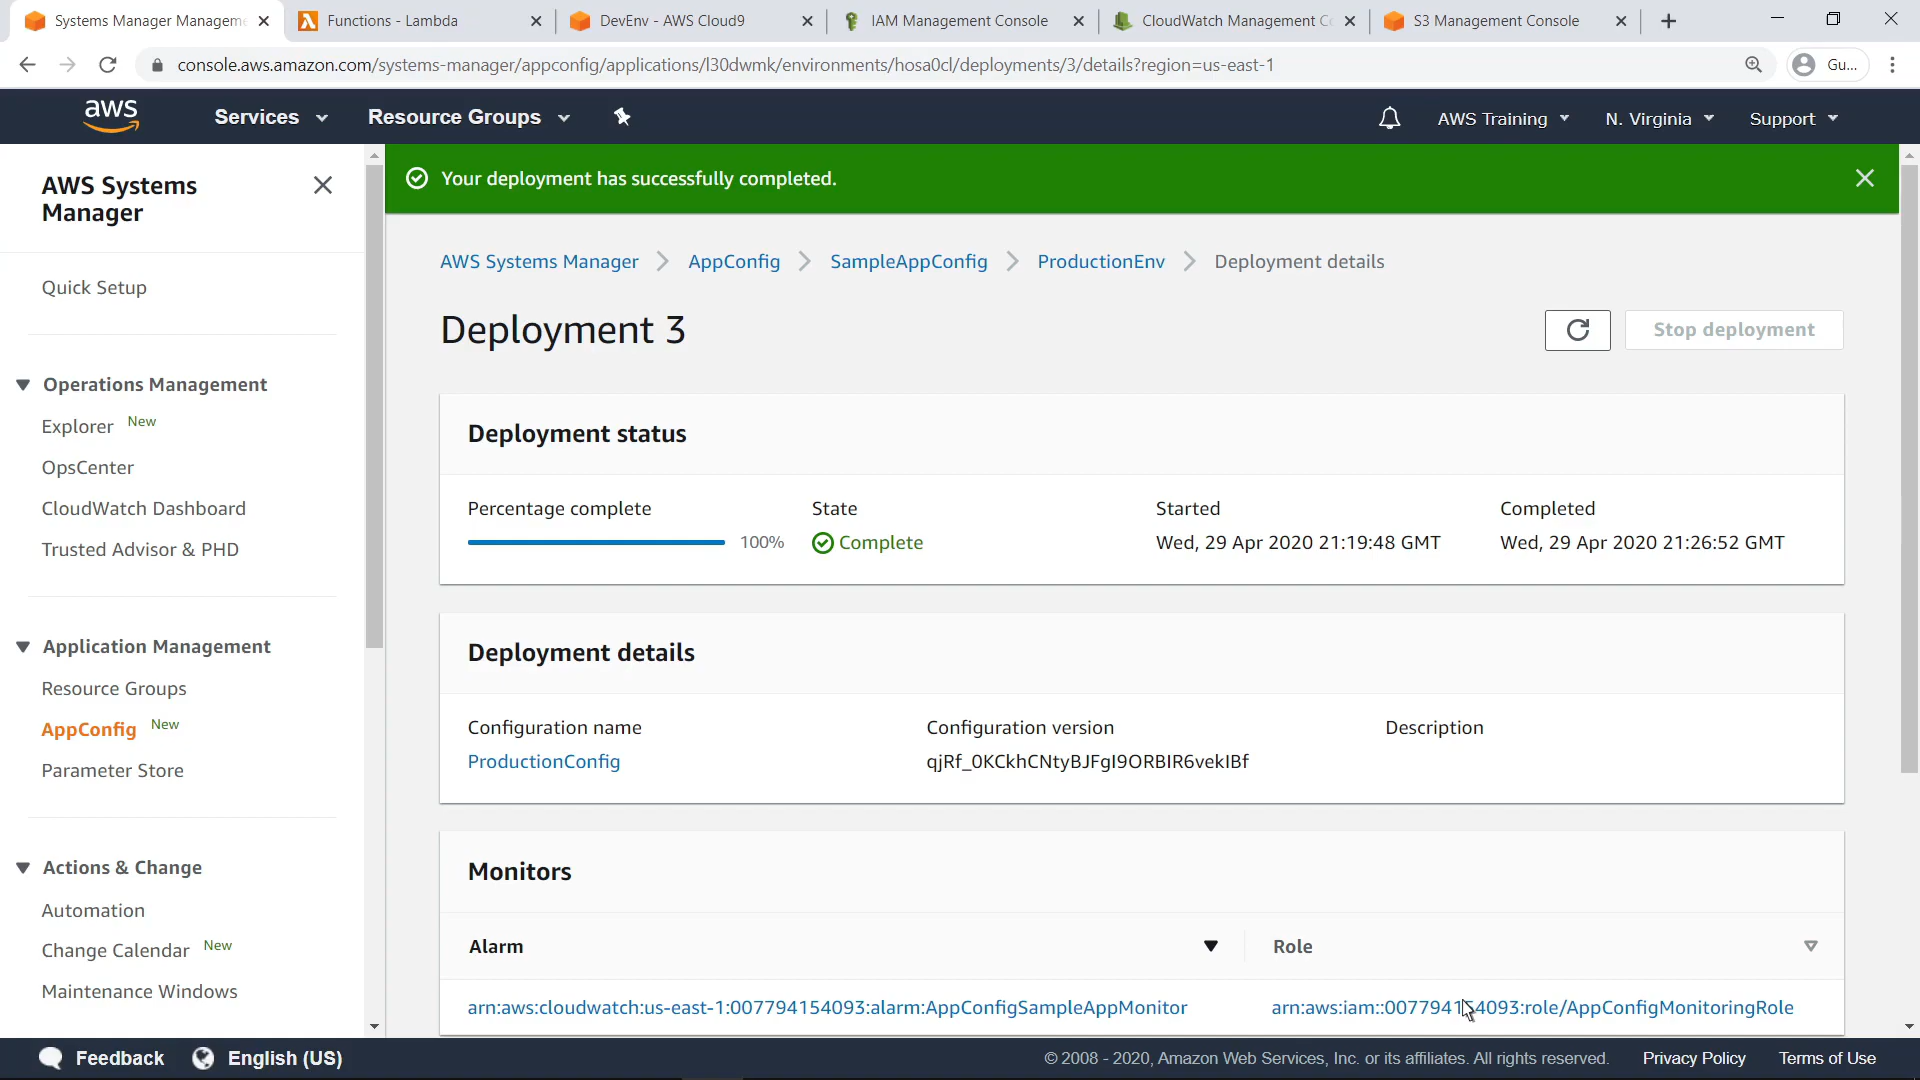 Systems Manager Manageme
Functions - Lambda
DevEnv - AWS Cloud9
IAM Management Console
CloudWatch Management Co
S3 Management Console
console.aws.amazon.com/systems-manager/appconfig/applications/l30dwmk/environments/hosa0cl/deployments/3/details?region=us-east-1
Gu...
aws
Services
Resource Groups
AWS Training
N. Virginia
Support
AWS Systems
Manager
Quick Setup
Operations Management
Explorer New
OpsCenter
CloudWatch Dashboard
Trusted Advisor & PHD
Application Management
Resource Groups
AppConfig New
Parameter Store
Actions & Change
Automation
Change Calendar New
Maintenance Windows
Your deployment has successfully completed.
AWS Systems Manager > AppConfig > SampleAppConfig > ProductionEnv > Deployment details
Deployment 3
Stop deployment
Deployment status
Percentage complete
100%
State
Complete
Started
Wed, 29 Apr 2020 21:19:48 GMT
Completed
Wed, 29 Apr 2020 21:26:52 GMT
Deployment details
Configuration name
ProductionConfig
Configuration version
qjRf_0KCkhCNtyBJFgI9ORBIR6vekIBf
Description
Monitors
Alarm
Role
arn:aws:cloudwatch:us-east-1:007794154093:alarm:AppConfigSampleAppMonitor
arn:aws:iam::007794154093:role/AppConfigMonitoringRole
Feedback
English (US)
© 2008 - 2020, Amazon Web Services, Inc. or its affiliates. All rights reserved.
Privacy Policy
Terms of Use